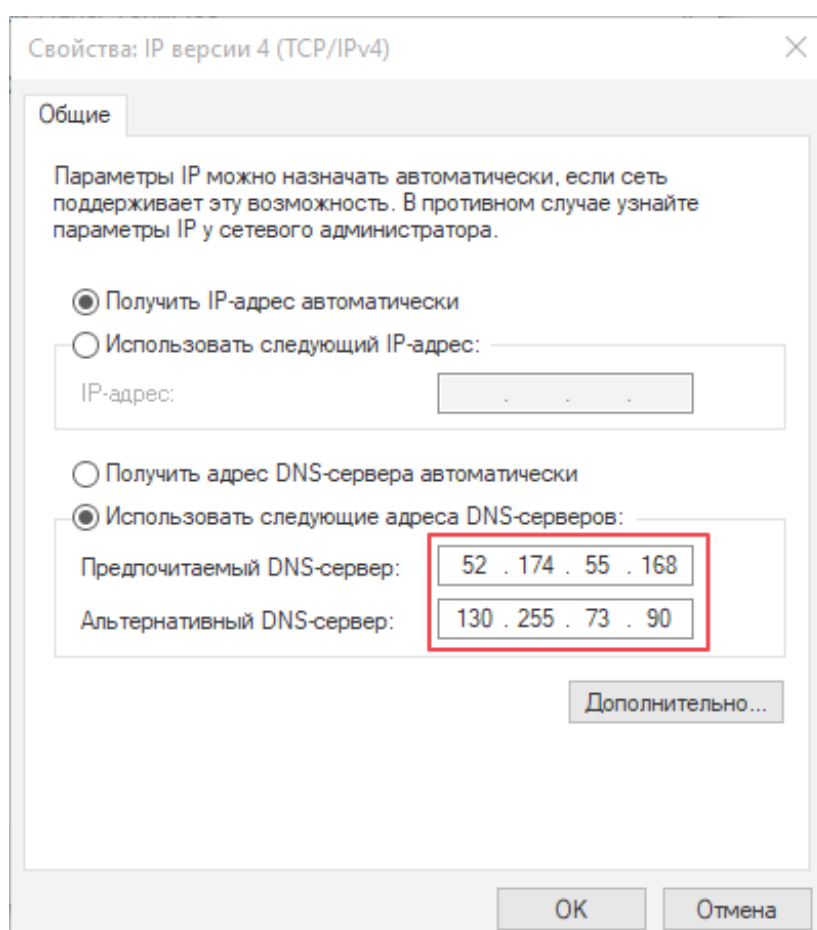 Свойства: IP версии 4 (TCP/IPv4)
Общие
Параметры IP можно назначать автоматически, если сеть
поддерживает эту возможность. В противном случае узнайте
параметры IP у сетевого администратора.
Получить IP-адрес автоматически
Использовать следующий IP-адрес:
IP-адрес: . . .
Получить адрес DNS-сервера автоматически
Использовать следующие адреса DNS-серверов:
Предпочитаемый DNS-сервер: 52 . 174 . 55 . 168
Альтернативный DNS-сервер: 130 . 255 . 73 . 90
Дополнительно...
OK Отмена